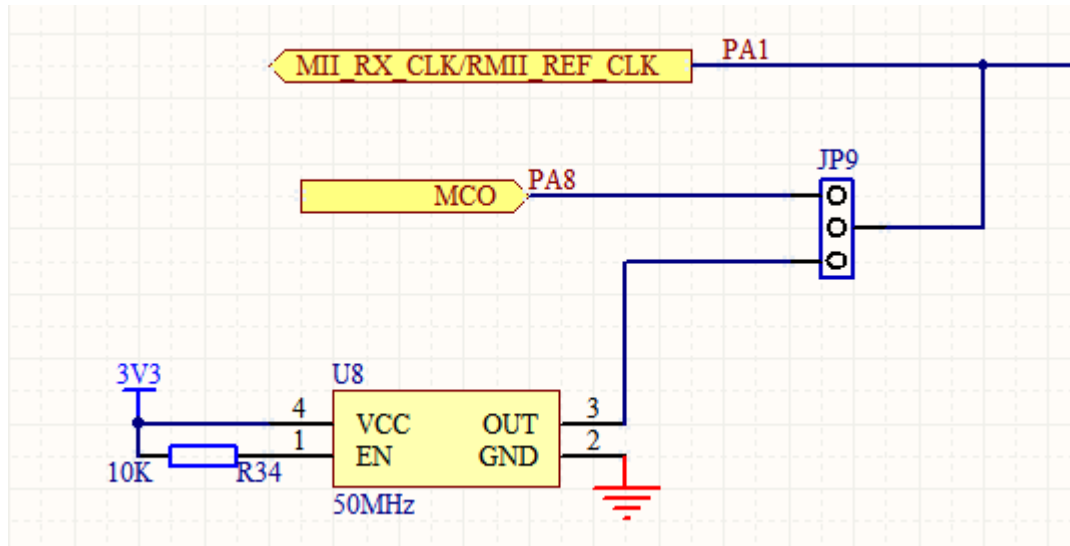 MII_RX_CLK/RMII_REF_CLK PA1
JP9
MCO PA8
3V3 U8
4 VCC OUT 3
1 EN GND 2
10K R34
50MHz